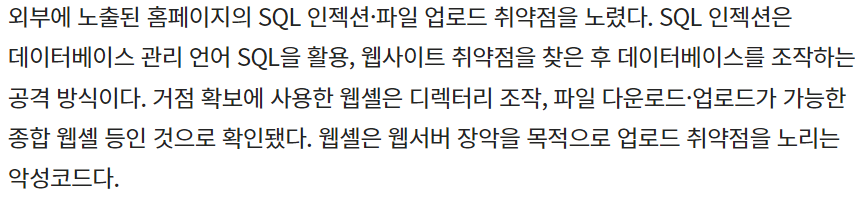 외부에 노출된 홈페이지의 SQL 인젝션·파일 업로드 취약점을 노렸다. SQL 인젝션은
데이터베이스 관리 언어 SQL을 활용, 웹사이트 취약점을 찾은 후 데이터베이스를 조작하는
공격 방식이다. 거점 확보에 사용한 웹셸은 디렉터리 조작, 파일 다운로드·업로드가 가능한
종합 웹셸 등인 것으로 확인됐다. 웹셸은 웹서버 장악을 목적으로 업로드 취약점을 노리는
악성코드다.